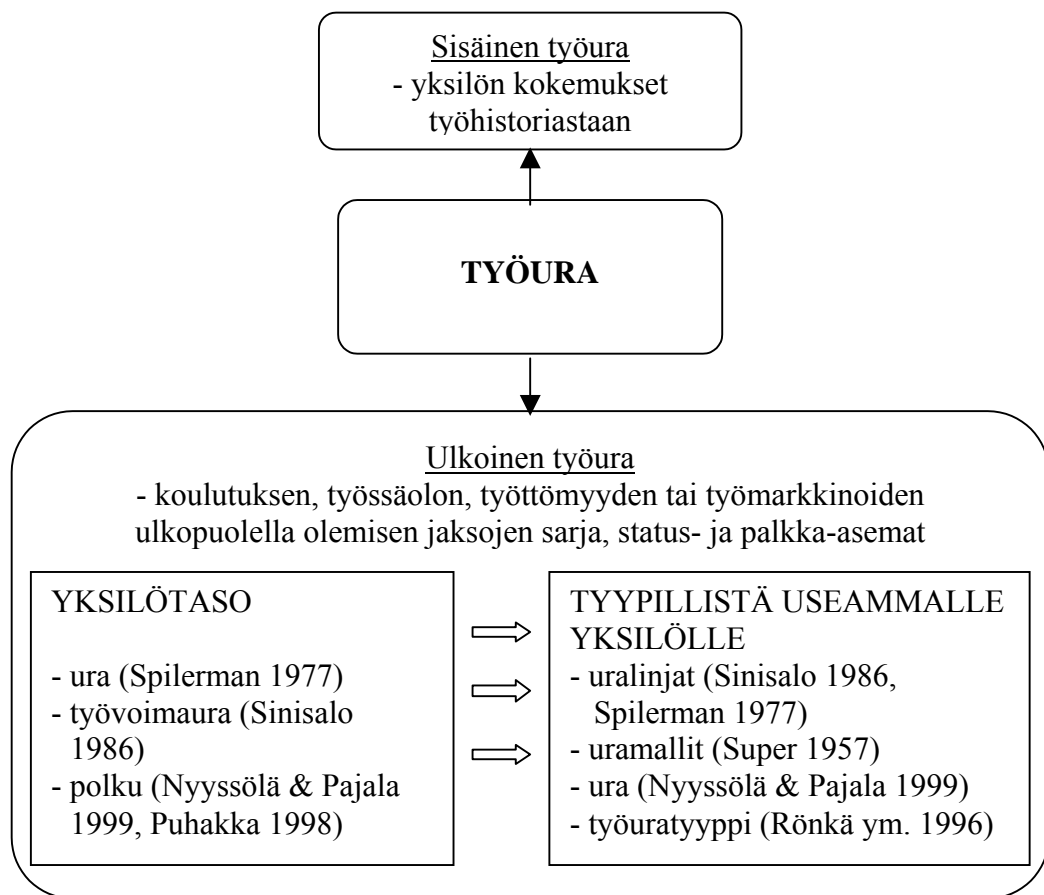 Sisäinen työura
- yksilön kokemukset
työhistoriastaan
TYÖURA
Ulkoinen työura
- koulutuksen, työssäolon, työttömyyden tai työmarkkinoiden
ulkopuolella olemisen jaksojen sarja, status- ja palkka-asemat
YKSILÖTASO
- ura (Spilerman 1977)
- työvoimaura (Sinisalo
1986)
- polku (Nyyssölä & Pajala
1999, Puhakka 1998)
TYYPILLISTÄ USEAMMALLE
YKSILÖLLE
- uralinjat (Sinisalo 1986,
Spilerman 1977)
- uramallit (Super 1957)
- ura (Nyyssölä & Pajala 1999)
- työuratyyppi (Rönkä ym. 1996)